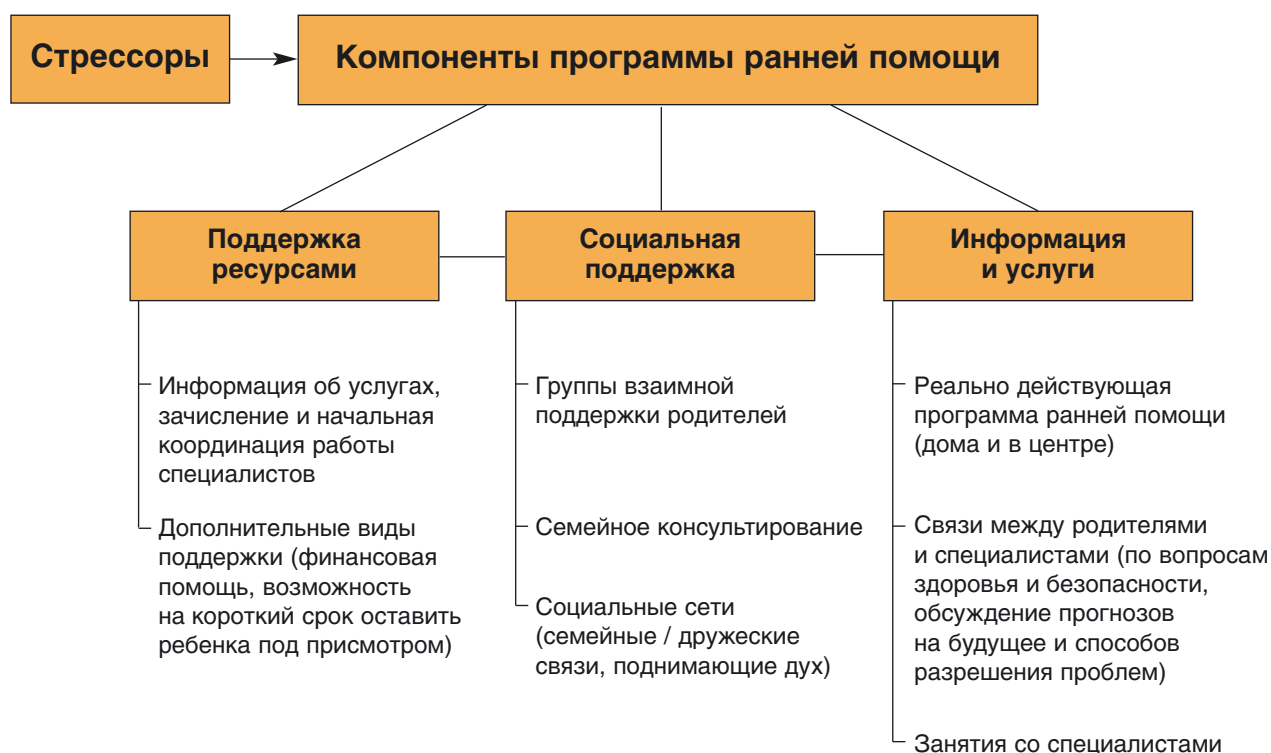 Стрессоры
Компоненты программы ранней помощи
Поддержка
ресурсами
Социальная
поддержка
Информация
и услуги
Информация об услугах,
зачисление и начальная
координация работы
специалистов
Дополнительные виды
поддержки (финансовая
помощь, возможность
на короткий срок оставить
ребенка под присмотром)
Группы взаимной
поддержки родителей
Семейное консультирование
Социальные сети
(семейные / дружеские
связи, поднимающие дух)
Реально действующая
программа ранней помощи
(дома и в центре)
Связи между родителями
и специалистами (по вопросам
здоровья и безопасности,
обсуждение прогнозов
на будущее и способов
разрешения проблем)
Занятия со специалистами